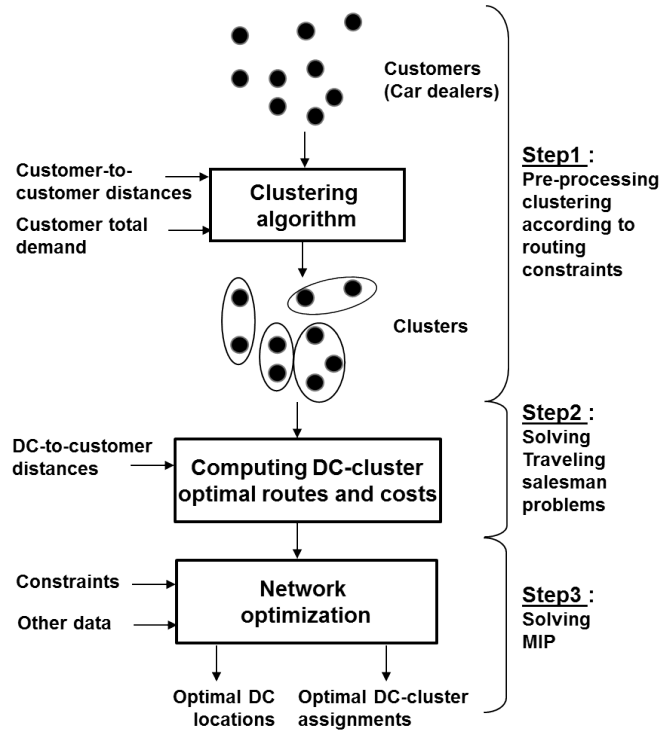 Customers
(Car dealers)
Step1 :
Pre-processing
clustering
according to
routing
constraints
Customer-to-
customer distances
Customer total
demand
Clustering
algorithm
Clusters
Step2 :
Solving
Traveling
salesman
problems
DC-to-customer
distances
Computing DC-cluster
optimal routes and costs
Constraints
Other data
Network
optimization
Step3 :
Solving
MIP
Optimal DC
locations
Optimal DC-cluster
assignments